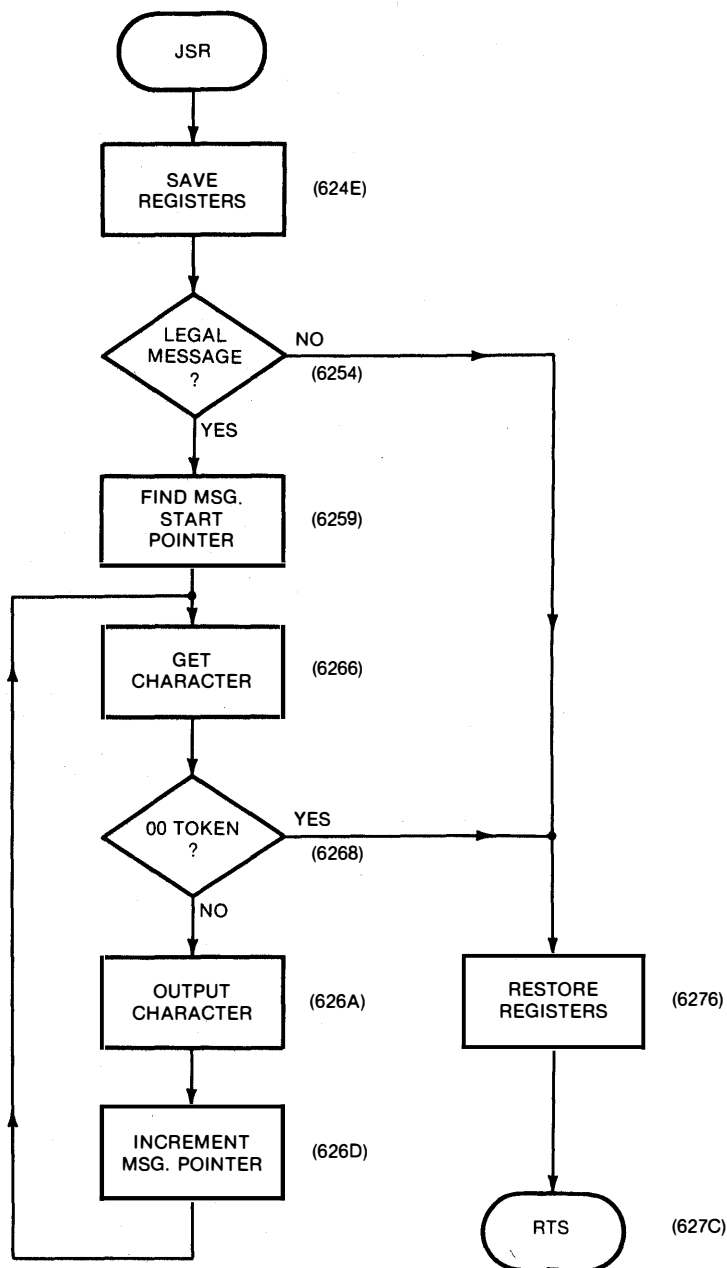 JSR
SAVE
REGISTERS
(624E)
LEGAL
MESSAGE
?
NO
(6254)
YES
FIND MSG.
START
POINTER
(6259)
GET
CHARACTER
(6266)
00 TOKEN
?
YES
(6268)
NO
OUTPUT
CHARACTER
(626A)
RESTORE
REGISTERS
(6276)
INCREMENT
MSG. POINTER
(626D)
RTS
(627C)